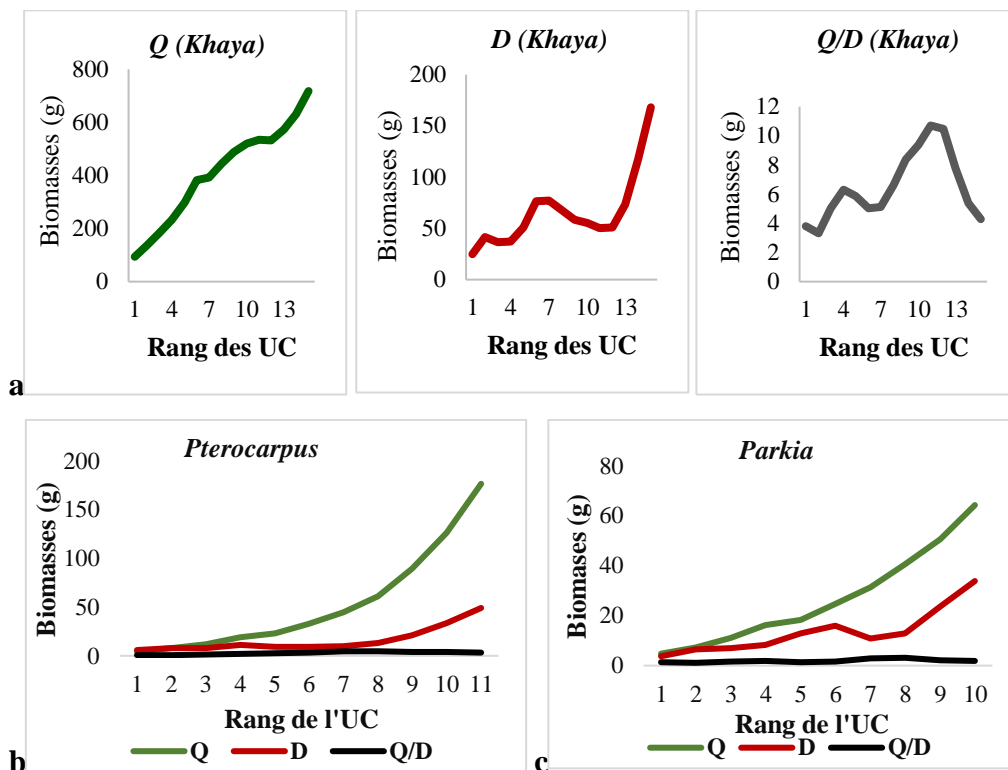 Q (Khaya)
Biomasses (g)
800
600
400
200
0
1 4 7 10 13
Rang des UC
D (Khaya)
Biomasses (g)
200
150
100
50
0
1 4 7 10 13
Rang des UC
Q/D (Khaya)
Biomasses (g)
12
10
8
6
4
2
0
1 4 7 10 13
Rang des UC
a
Pterocarpus
Biomasses (g)
200
150
100
50
0
1 2 3 4 5 6 7 8 9 10 11
Rang de l'UC
Q D Q/D
b
Parkia
Biomases (g)
80
60
40
20
0
1 2 3 4 5 6 7 8 9 10
Rang de l'UC
Q D Q/D
c